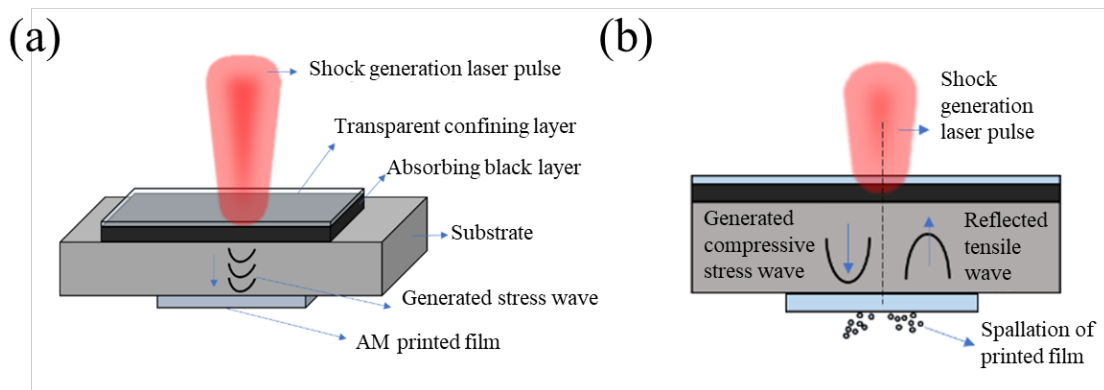 (a)
Shock generation laser pulse
Transparent confining layer
Absorbing black layer
Substrate
Generated stress wave
AM printed film
(b)
Shock
generation
laser pulse
Generated
compressive
stress wave
Reflected
tensile
wave
Spallation of
printed film